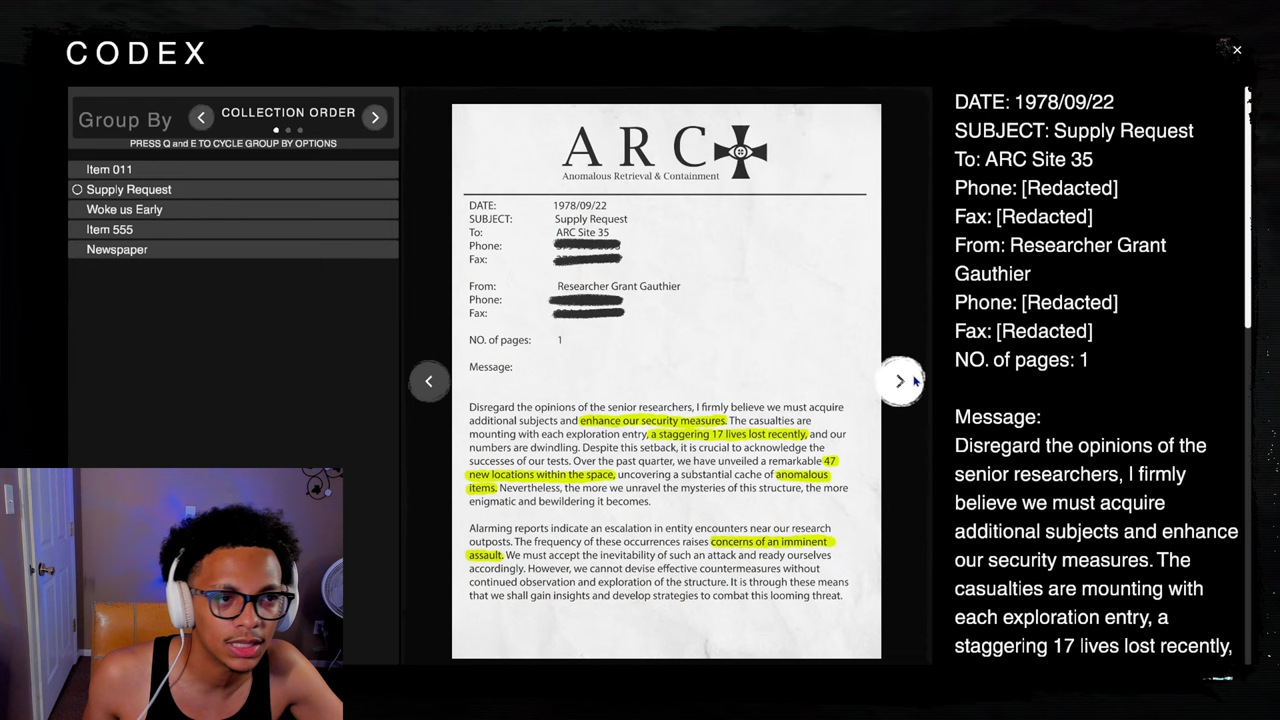 CODEX
Group By
COLLECTION ORDER
PRESS Q and E TO CYCLE GROUP BY OPTIONS
Item 011
Supply Request
Woke us Early
Item 555
Newspaper
ARC
Anomalous Retrieval & Containment
DATE: 1978/09/22
SUBJECT: Supply Request
To: ARC Site 35
Phone:
Fax:
From: Researcher Grant Gauthier
Phone:
Fax:
NO. of pages: 1
Message:
Disregard the opinions of the senior researchers, I firmly believe we must acquire
additional subjects and enhance our security measures. The casualties are
mounting with each exploration entry, a staggering 17 lives lost recently, and our
numbers are dwindling. Despite this setback, it is crucial to acknowledge the
successes of our tests. Over the past quarter, we have unveiled a remarkable 47
new locations within the space, uncovering a substantial cache of anomalous
items. Nevertheless, the more we unravel the mysteries of this structure, the more
enigmatic and bewildering it becomes.
Alarming reports indicate an escalation in entity encounters near our research
outposts. The frequency of these occurrences raises concerns of an imminent
assault. We must accept the inevitability of such an attack and ready ourselves
accordingly. However, we cannot devise effective countermeasures without
continued observation and exploration of the structure. It is through these means
that we shall gain insights and develop strategies to combat this looming threat.
DATE: 1978/09/22
SUBJECT: Supply Request
To: ARC Site 35
Phone: [Redacted]
Fax: [Redacted]
From: Researcher Grant
Gauthier
Phone: [Redacted]
Fax: [Redacted]
NO. of pages: 1
Message:
Disregard the opinions of the
senior researchers, I firmly
believe we must acquire
additional subjects and enhance
our security measures. The
casualties are mounting with
each exploration entry, a
staggering 17 lives lost recently,